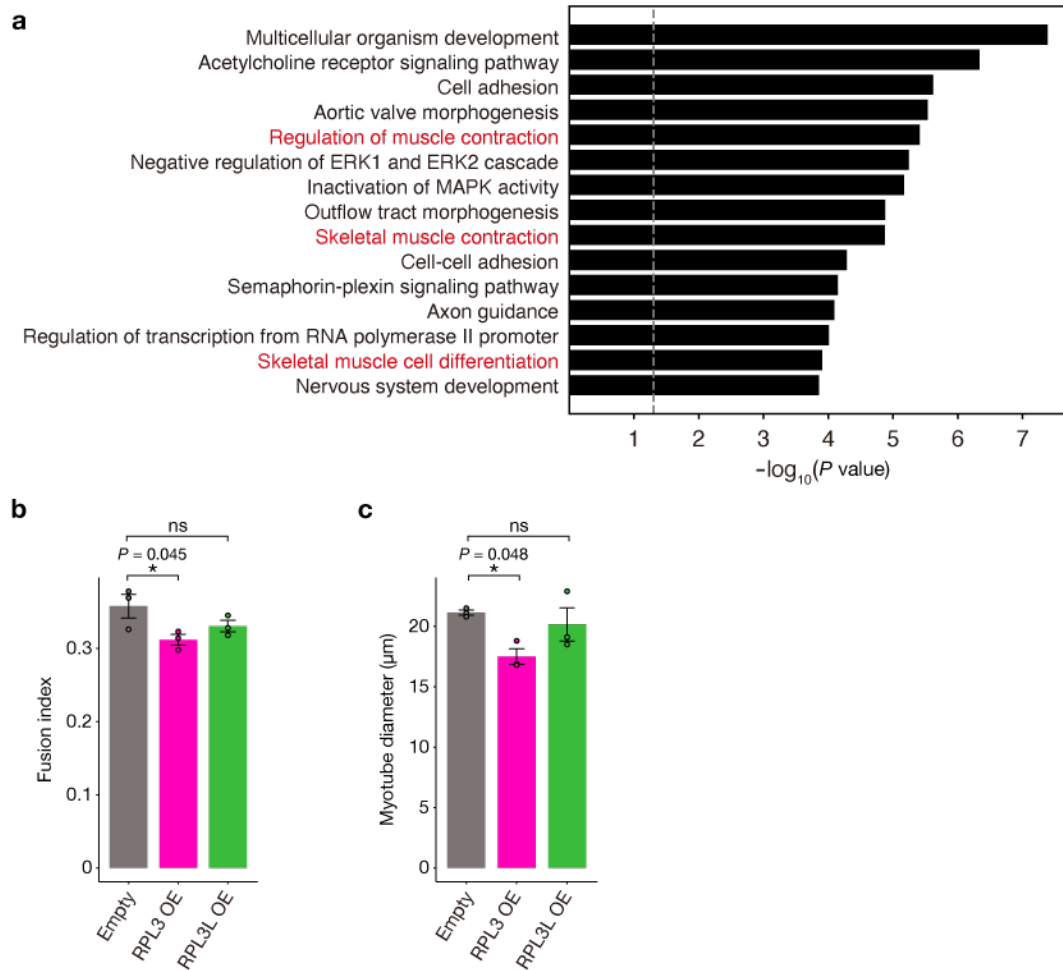 a
Multicellular organism development
Acetylcholine receptor signaling pathway
Cell adhesion
Aortic valve morphogenesis
Regulation of muscle contraction
Negative regulation of ERK1 and ERK2 cascade
Inactivation of MAPK activity
Outflow tract morphogenesis
Skeletal muscle contraction
Cell-cell adhesion
Semaphorin-plexin signaling pathway
Axon guidance
Regulation of transcription from RNA polymerase II promoter
Skeletal muscle cell differentiation
Nervous system development
1 2 3 4 5 6 7
−log₁₀(P value)
b
ns
P = 0.045
*
Fusion index
0.3
0.2
0.1
0
Empty
RPL3 OE
RPL3L OE
c
ns
P = 0.048
*
Myotube diameter (μm)
20
15
10
5
0
Empty
RPL3 OE
RPL3L OE